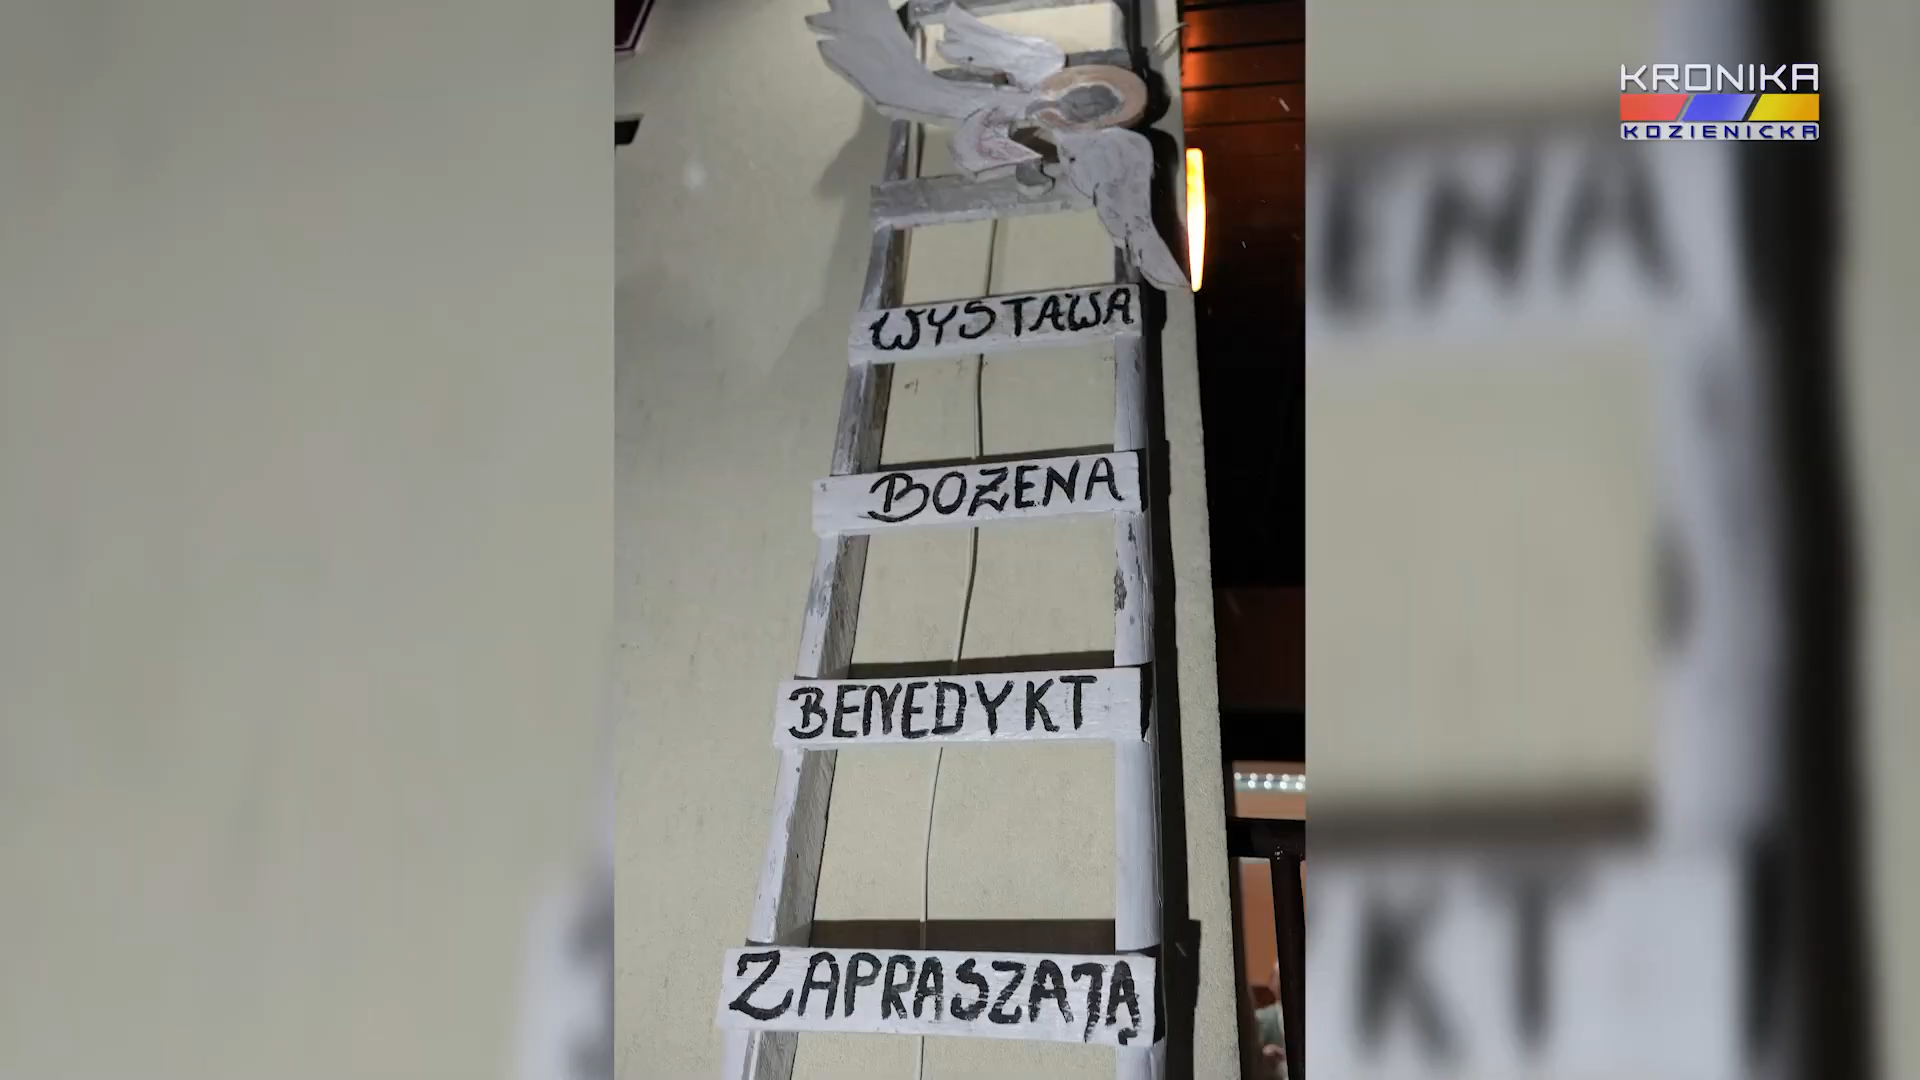 KRONIKA
KOZIENICKA
WYSTAWA
BOŻENA
BENEDYKT
ZAPRASZAJĄ